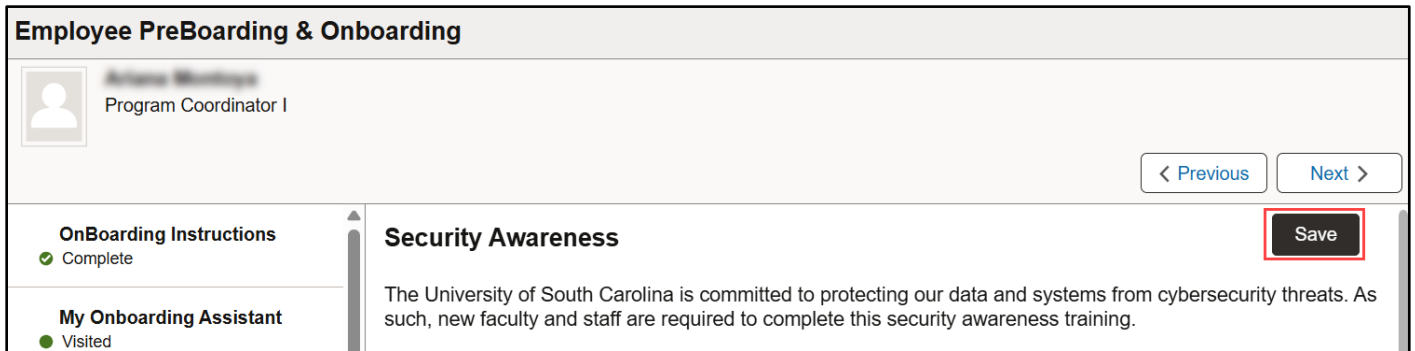 Employee PreBoarding & Onboarding
Program Coordinator I
Previous
Next
OnBoarding Instructions
Complete
My Onboarding Assistant
Visited
Security Awareness
Save
The University of South Carolina is committed to protecting our data and systems from cybersecurity threats. As
such, new faculty and staff are required to complete this security awareness training.